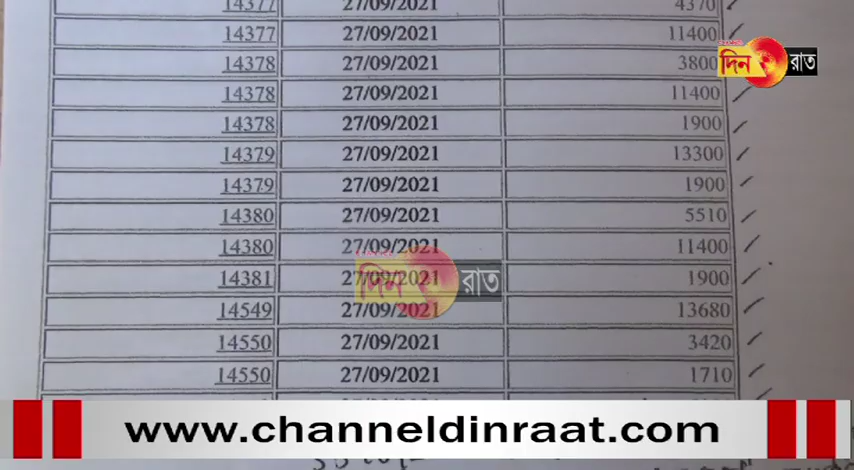 14377 27/09/2021 4370
14377 27/09/2021 11400
14378 27/09/2021 3800
14378 27/09/2021 11400
14378 27/09/2021 1900
14379 27/09/2021 13300
14379 27/09/2021 1900
14380 27/09/2021 5510
14380 27/09/2021 11400
14381 27/09/2021 1900
14549 27/09/2021 13680
14550 27/09/2021 3420
14550 27/09/2021 1710
দিন রাত
দিন রাত
www.channeldinraat.com